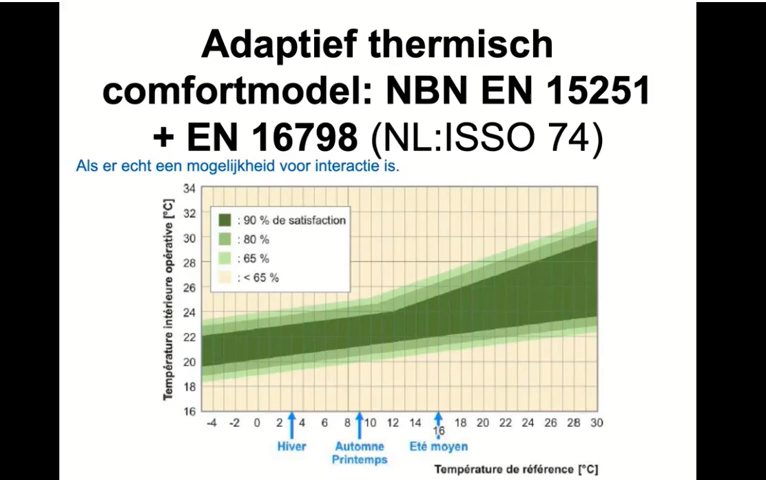 Adaptief thermisch
comfortmodel: NBN EN 15251
+ EN 16798 (NL:ISSO 74)
Als er echt een mogelijkheid voor interactie is.
Température intérieure opérative [°C]
34
32
30
28
26
24
22
20
18
16
: 90 % de satisfaction
: 80 %
: 65 %
: < 65 %
-4 -2 0 2 4 6 8 10 12 14 16 18 20 22 24 26 28 30
Hiver
Automne
Printemps
Eté moyen
Température de référence [°C]